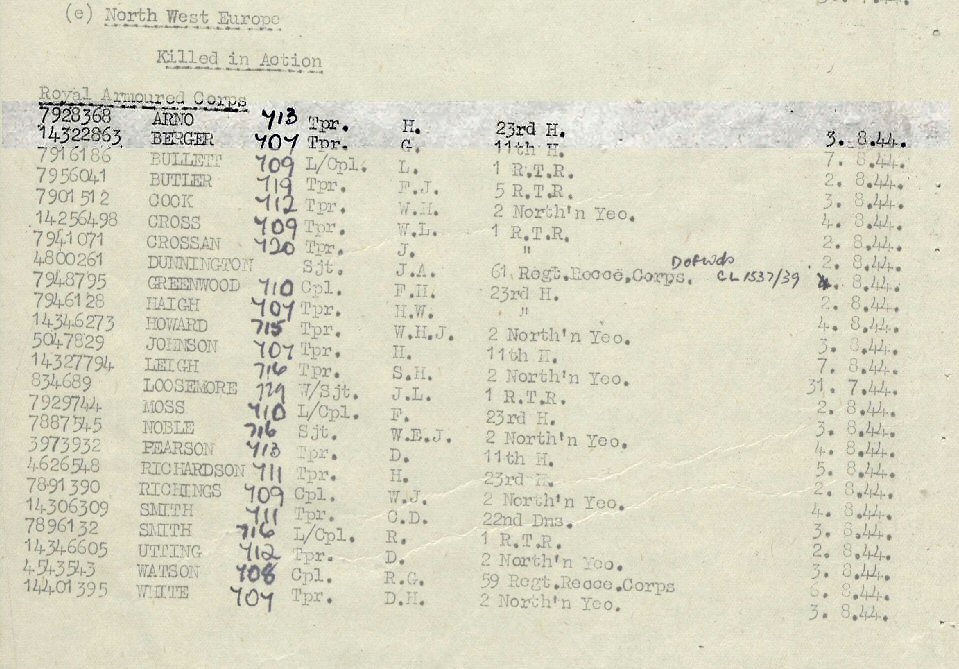 (e) North West Europe
Killed in Action
Royal Armoured Corps
7928368 ARNO 713 Tpr. H. 23rd H. 3. 8.44.
14322863 BERGER 707 Tpr. G. 11th H. 7. 8.44.
7916186 BULLETT 709 L/Cpl. L. 1 R.T.R. 2. 8.44.
7956041 BUTLER 719 Tpr. F.J. 5 R.T.R. 3. 8.44.
7901512 COCK 712 Tpr. W.H. 2 North'n Yeo. 4. 8.44.
14256498 CROSS 709 Tpr. W.L. 1 R.T.R. 2. 8.44.
7941071 CROSSAN 720 Tpr. J. " 2. 8.44.
4800261 DUNNINGTON Sjt. J.A. 61 Regt.Recce.Corps. D of Wds CL1537/39 8.44.
7948795 GREENWOOD 710 Cpl. F.H. 23rd H. 2. 8.44.
7946128 HAIGH 707 Tpr. H.W. " 4. 8.44.
14346273 HOWARD 715 Tpr. W.H.J. 2 North'n Yeo. 3. 8.44.
5047829 JOHNSON 707 Tpr. H. 11th H. 7. 8.44.
14327794 LEIGH 716 Tpr. S.H. 2 North'n Yeo. 31. 7.44.
834689 LOOSEMORE 729 W/Sjt. J.L. 1 R.T.R. 2. 8.44.
7929744 MOSS 710 L/Cpl. F. 23rd H. 3. 8.44.
7887545 NOBLE 716 Sjt. W.E.J. 2 North'n Yeo. 4. 8.44.
3973932 PEARSON 713 Tpr. D. 11th H. 5. 8.44.
4626548 RICHARDSON 711 Tpr. H. 23rd H. 2. 8.44.
7891390 RICHINGS 709 Cpl. W.J. 2 North'n Yeo. 4. 8.44.
14306309 SMITH 711 Tpr. C.D. 22nd Dns. 3. 8.44.
7896132 SMITH 716 L/Cpl. R. 1 R.T.R. 2. 8.44.
14346605 UTTING 712 Tpr. D. 2 North'n Yeo. 3. 8.44.
4543543 WATSON 708 Cpl. R.G. 59 Regt.Recce.Corps 6. 8.44.
14401395 WHITE 707 Tpr. D.H. 2 North'n Yeo. 3. 8.44.